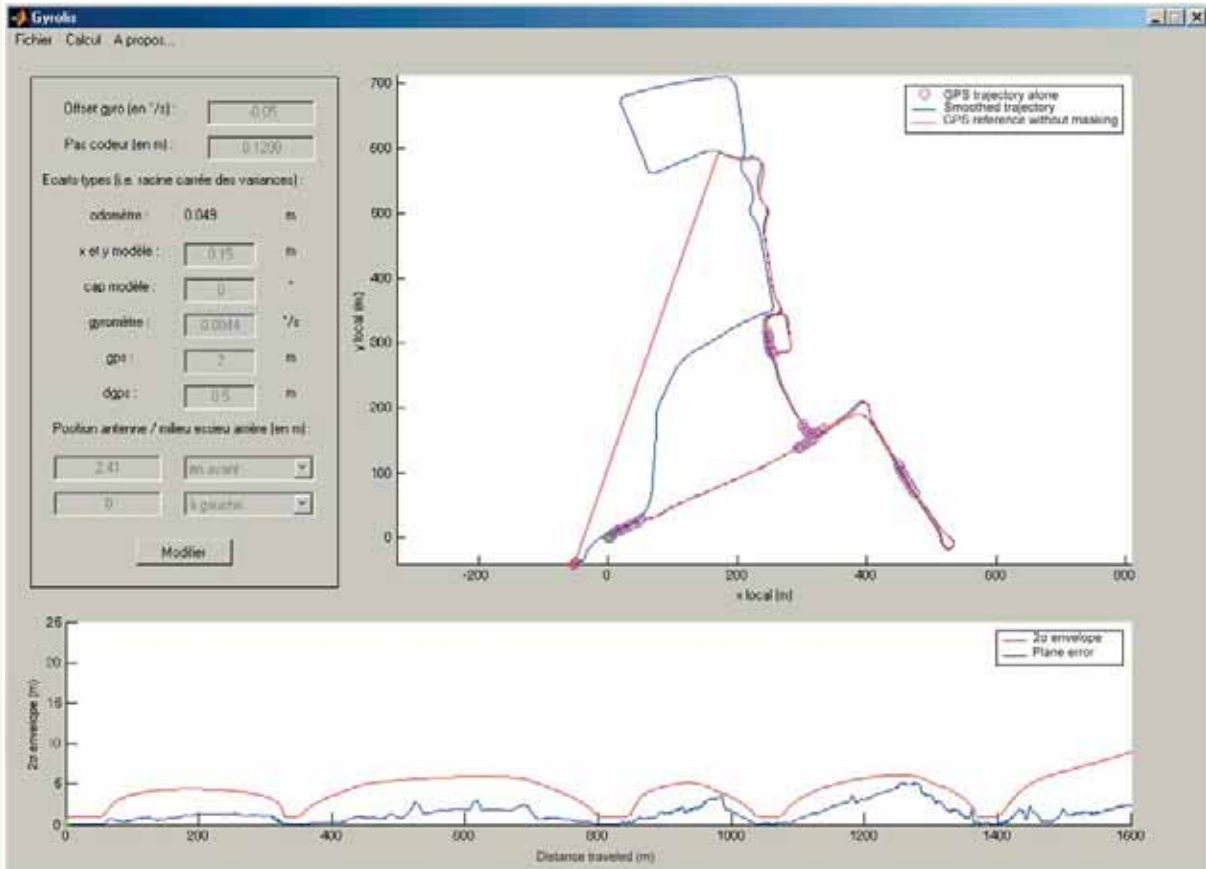 Gyrolis
Fichier Calcul A propos...
Offset gyro (en °/s) : -0.05
Pas codeur (en m) : 0.1200
Ecarts-types (i.e. racine carrée des variances) :
odomètre : 0.049 m
x et y modèle : 0.15 m
cap modèle : 0 °
gyromètre : 0.0044 °/s
gps : 2 m
dgps : 0.5 m
Position antenne / milieu essieu arrière (en m) :
2.41 en avant
0 à gauche
Modifier
700
600
500
400
300
200
100
0
y local (m)
-200 0 200 400 600 800
x local (m)
GPS trajectory alone
Smoothed trajectory
GPS reference without masking
25
20
15
10
5
0
2σ envelope (m)
2σ envelope
Plane error
0 200 400 600 800 1000 1200 1400 1600
Distance traveled (m)